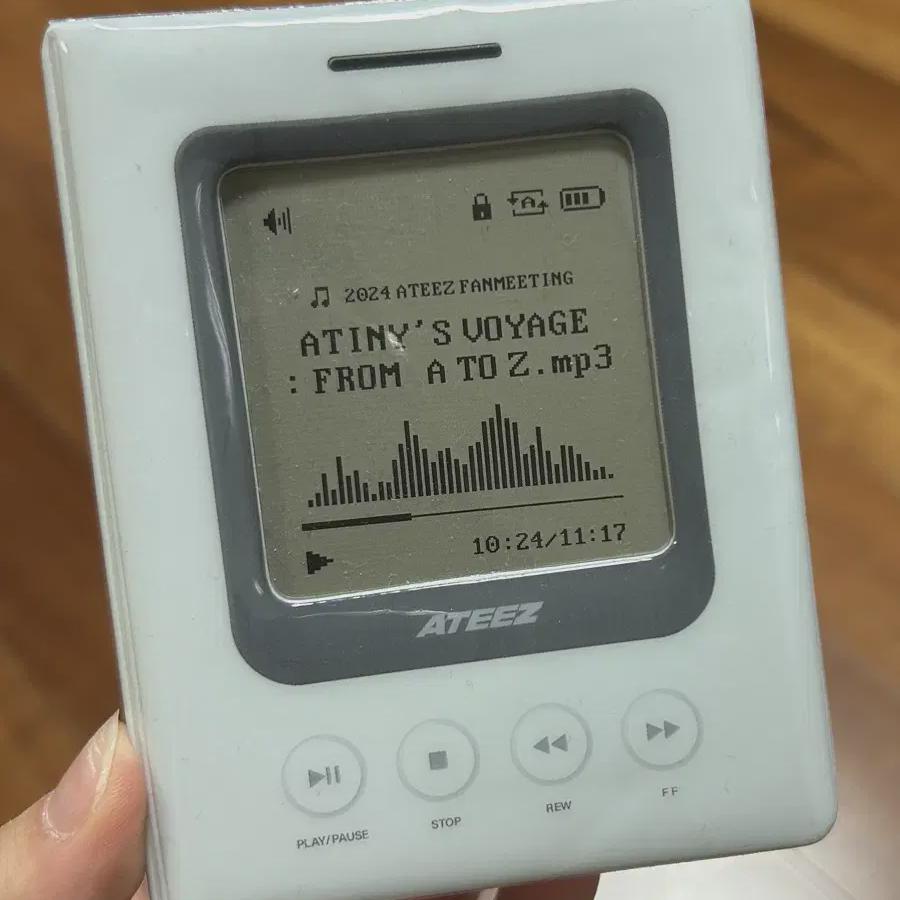 A
2024 ATEEZ FANMEETING
ATINY'S VOYAGE
: FROM A TO Z.mp3
10:24/11:17
ATEEZ
PLAY/PAUSE
STOP
REW
FF